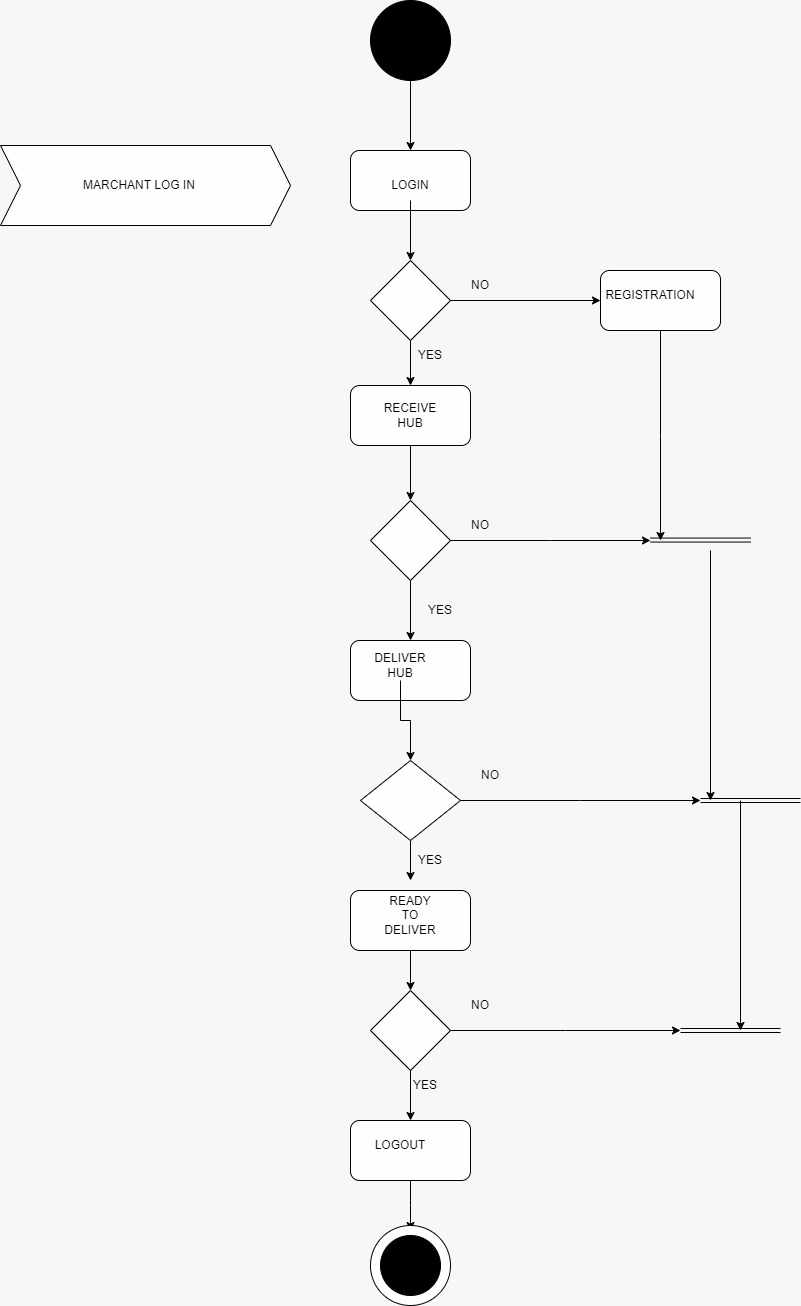 MARCHANT LOG IN
LOGIN
NO
REGISTRATION
YES
RECEIVE
HUB
NO
YES
DELIVER
HUB
NO
YES
READY
TO
DELIVER
NO
YES
LOGOUT